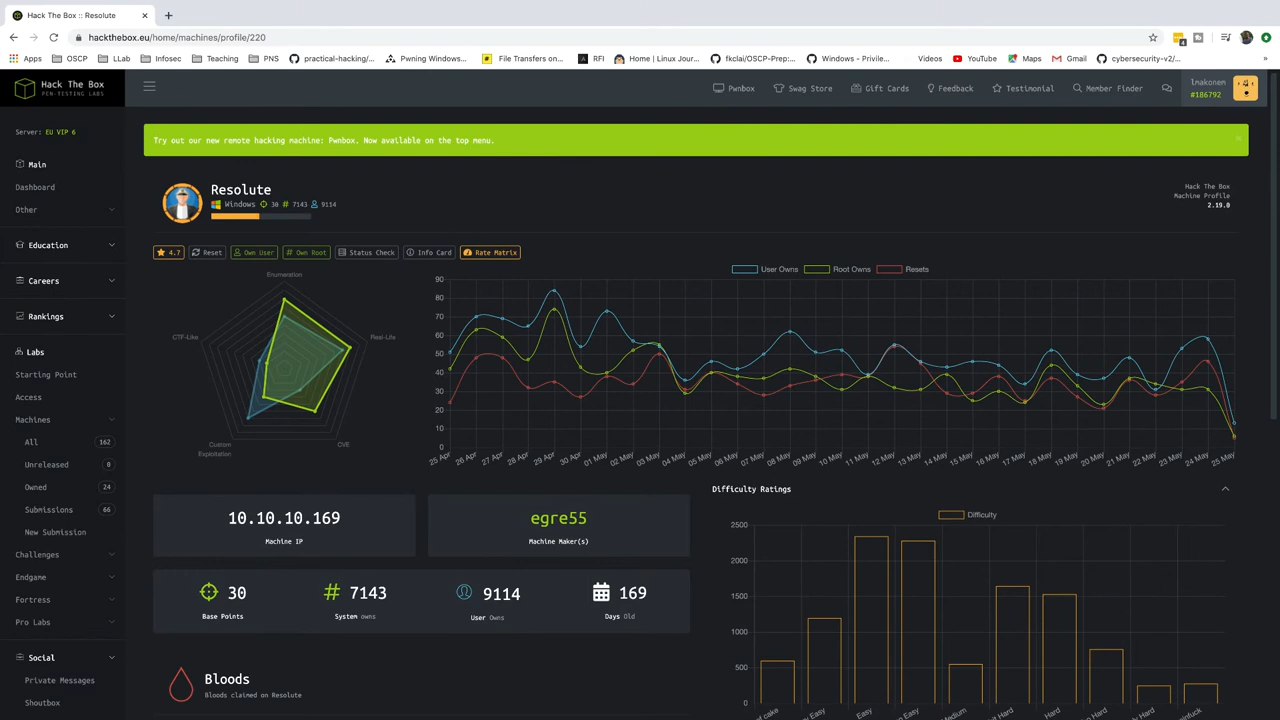 Hack The Box :: Resolute
hackthebox.eu/home/machines/profile/220
Apps OSCP LLab Infosec Teaching PNS practical-hacking/... Pwning Windows... File Transfers on... RFI Home | Linux Jour... fkclai/OSCP-Prep:... Windows - Privile... Videos YouTube Maps Gmail cybersecurity-v2/... »
Hack The Box
PEN-TESTING LABS
Pwnbox Swag Store Gift Cards Feedback Testimonial Member Finder
lmakonem
#186792
Server: EU VIP 6
Main
Dashboard
Other
Education
Careers
Rankings
Labs
Starting Point
Access
Machines
All 162
Unreleased 0
Owned 24
Submissions 66
New Submission
Challenges
Endgame
Fortress
Pro Labs
Social
Private Messages
Shoutbox
Try out our new remote hacking machine: Pwnbox. Now available on the top menu.
Resolute
Windows 30 # 7143 9114
Hack The Box
Machine Profile
2.19.0
4.7 Reset Own User # Own Root Status Check Info Card Rate Matrix
Enumeration
Real-Life
CVE
Custom
Exploitation
CTF-Like
User Owns Root Owns Resets
90
80
70
60
50
40
30
20
10
0
25 Apr 26 Apr 27 Apr 28 Apr 29 Apr 30 Apr 01 May 02 May 03 May 04 May 05 May 06 May 07 May 08 May 09 May 10 May 11 May 12 May 13 May 14 May 15 May 16 May 17 May 18 May 19 May 20 May 21 May 22 May 23 May 24 May 25 May
10.10.10.169
Machine IP
egre55
Machine Maker(s)
30
Base Points
# 7143
System owns
9114
User Owns
169
Days Old
Bloods
Bloods claimed on Resolute
Difficulty Ratings
Difficulty
2500
2000
1500
1000
500
0
cake Easy Easy Easy Medium Hard Hard Hard Hard